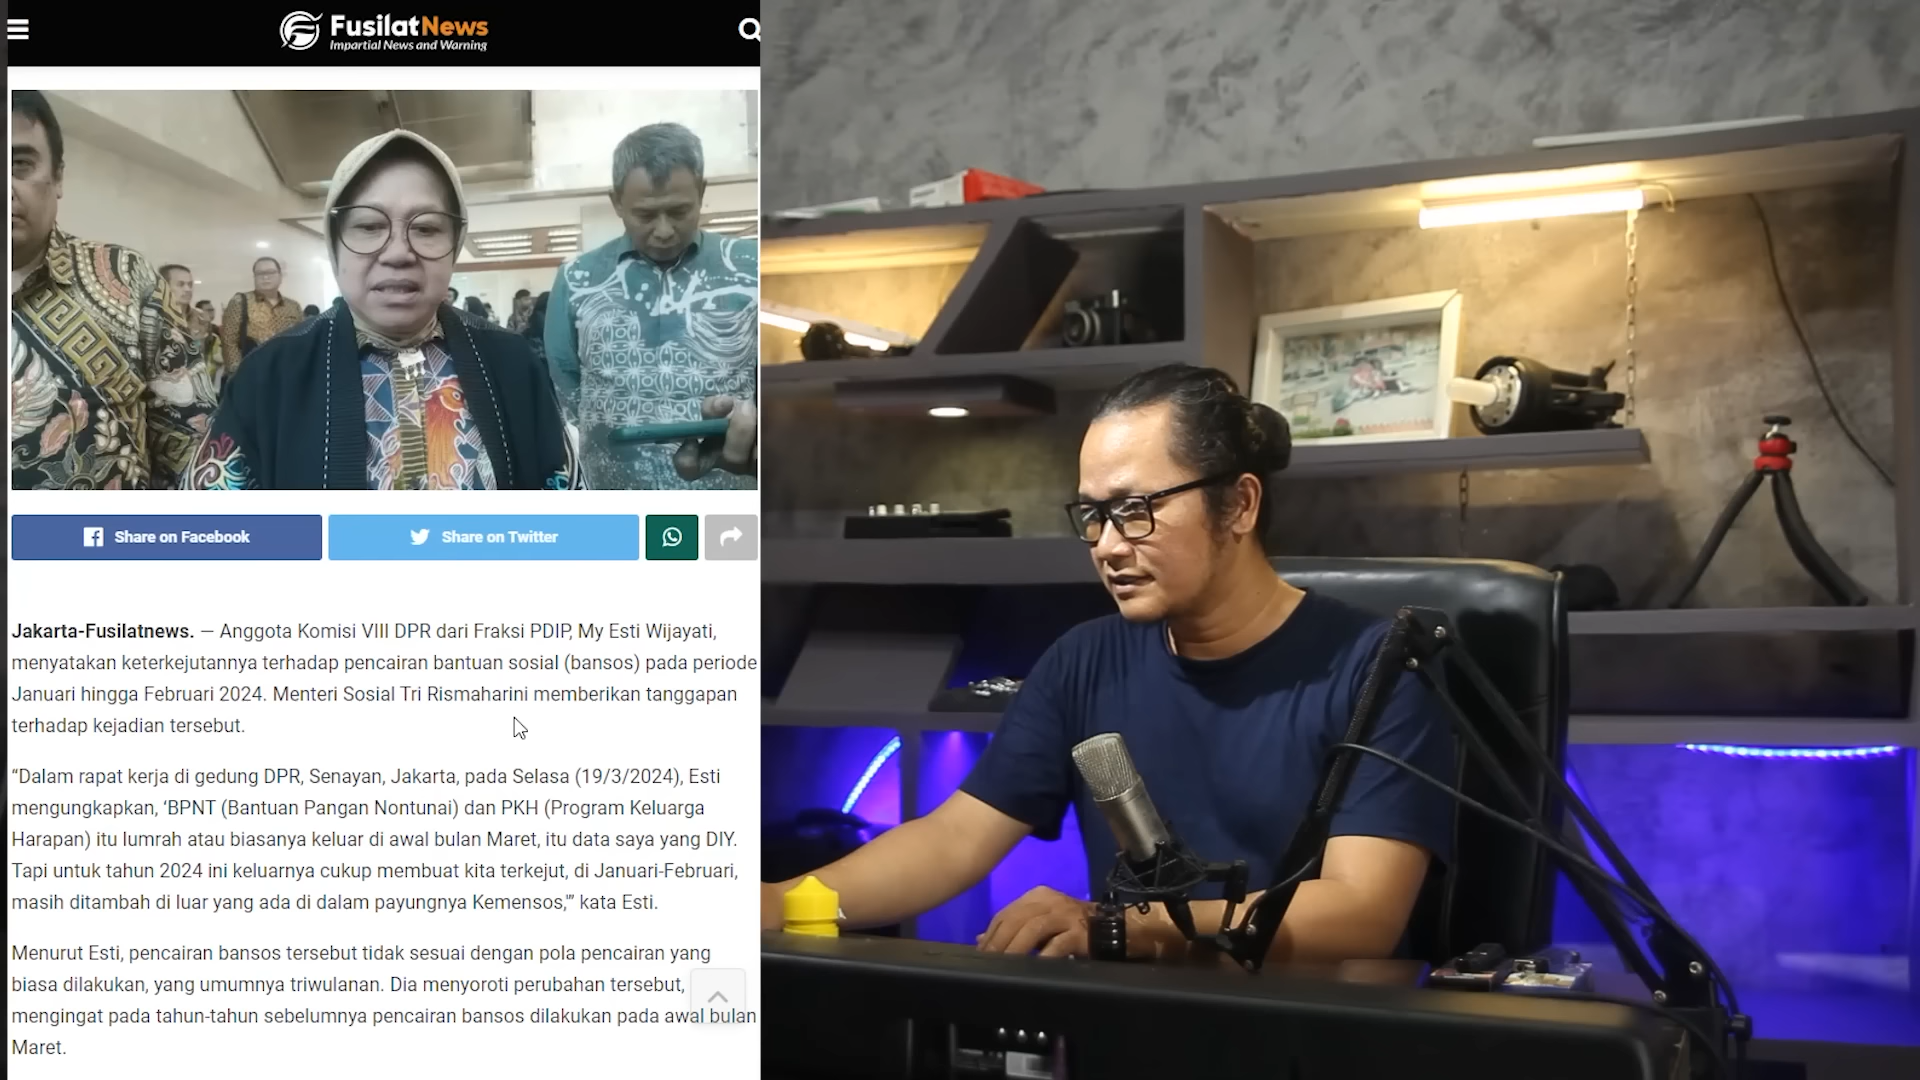 FusilatNews
Impartial News and Warning
Share on Facebook
Share on Twitter
Jakarta-Fusilatnews. — Anggota Komisi VIII DPR dari Fraksi PDIP, My Esti Wijayati,
menyatakan keterkejutannya terhadap pencairan bantuan sosial (bansos) pada periode
Januari hingga Februari 2024. Menteri Sosial Tri Rismaharini memberikan tanggapan
terhadap kejadian tersebut.
“Dalam rapat kerja di gedung DPR, Senayan, Jakarta, pada Selasa (19/3/2024), Esti
mengungkapkan, ‘BPNT (Bantuan Pangan Nontunai) dan PKH (Program Keluarga
Harapan) itu lumrah atau biasanya keluar di awal bulan Maret, itu data saya yang DIY.
Tapi untuk tahun 2024 ini keluarnya cukup membuat kita terkejut, di Januari-Februari,
masih ditambah di luar yang ada di dalam payungnya Kemensos,’” kata Esti.
Menurut Esti, pencairan bansos tersebut tidak sesuai dengan pola pencairan yang
biasa dilakukan, yang umumnya triwulanan. Dia menyoroti perubahan tersebut,
mengingat pada tahun-tahun sebelumnya pencairan bansos dilakukan pada awal bulan
Maret.